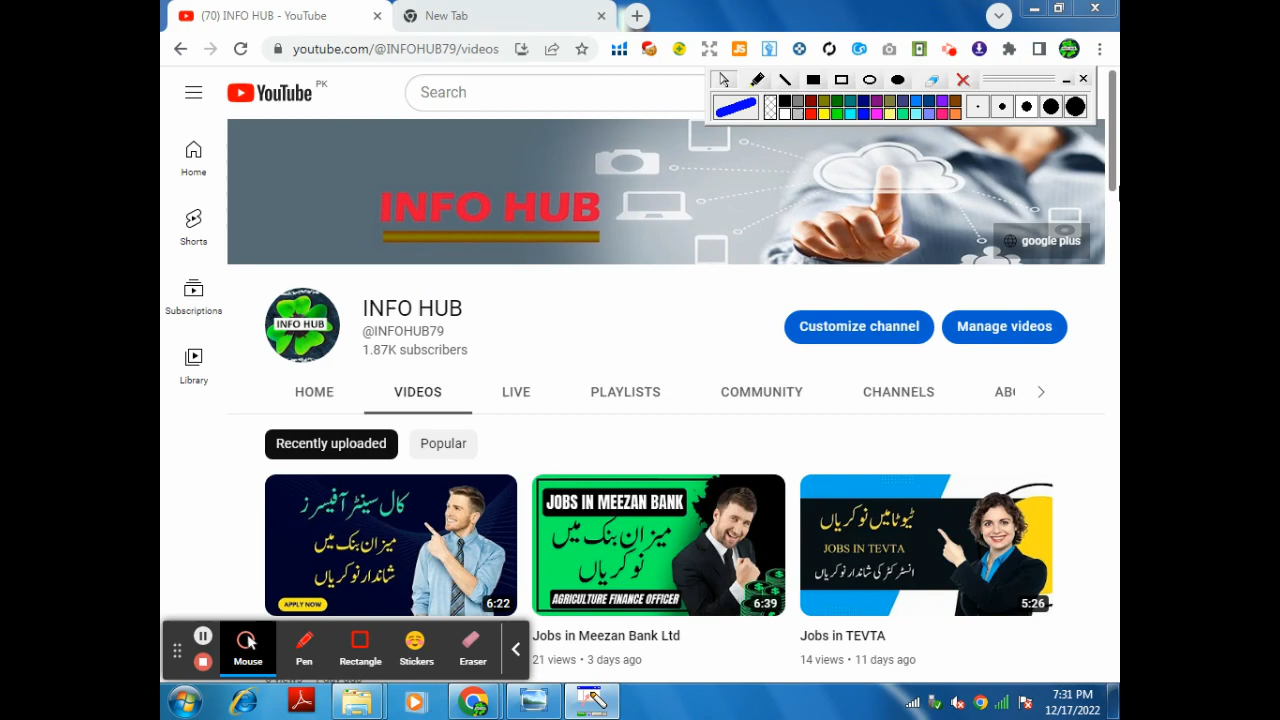 (70) INFO HUB - YouTube
New Tab
youtube.com/@INFOHUB79/videos
YouTube PK
Search
Home
Shorts
Subscriptions
Library
INFO HUB
google plus
INFO HUB
INFO HUB
@INFOHUB79
1.87K subscribers
Customize channel
Manage videos
HOME
VIDEOS
LIVE
PLAYLISTS
COMMUNITY
CHANNELS
Recently uploaded
Popular
کال سینٹر آفیسرز
میزان بنک میں
شاندار نوکریاں
APPLY NOW
6:22
JOBS IN MEEZAN BANK
میزان بنک میں
نوکریاں
AGRICULTURE FINANCE OFFICER
6:39
ٹیوٹا میں نوکریاں
JOBS IN TEVTA
انسٹرکٹر کی شاندار نوکریاں
5:26
Jobs in Meezan Bank Ltd
21 views • 3 days ago
Jobs in TEVTA
14 views • 11 days ago
Mouse
Pen
Rectangle
Stickers
Eraser
7:31 PM
12/17/2022